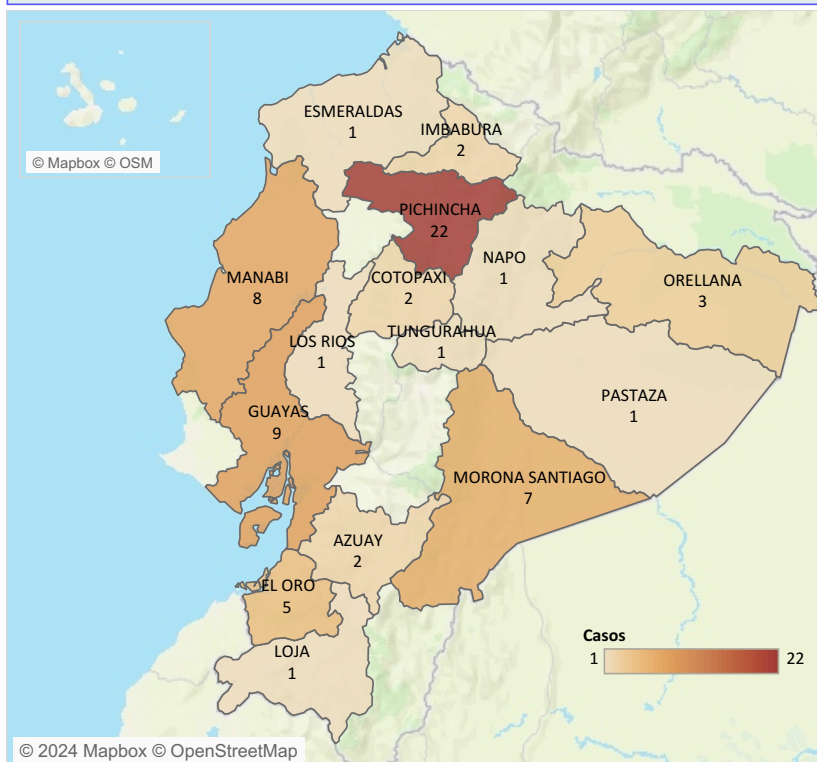 © Mapbox © OSM
ESMERALDAS
1
IMBABURA
2
PICHINCHA
22
NAPO
1
MANABI
8
COTOPAXI
2
ORELLANA
3
TUNGURAHUA
1
LOS RIOS
1
PASTAZA
1
GUAYAS
9
MORONA SANTIAGO
7
AZUAY
2
EL ORO
5
LOJA
1
Casos
1 22
© 2024 Mapbox © OpenStreetMap